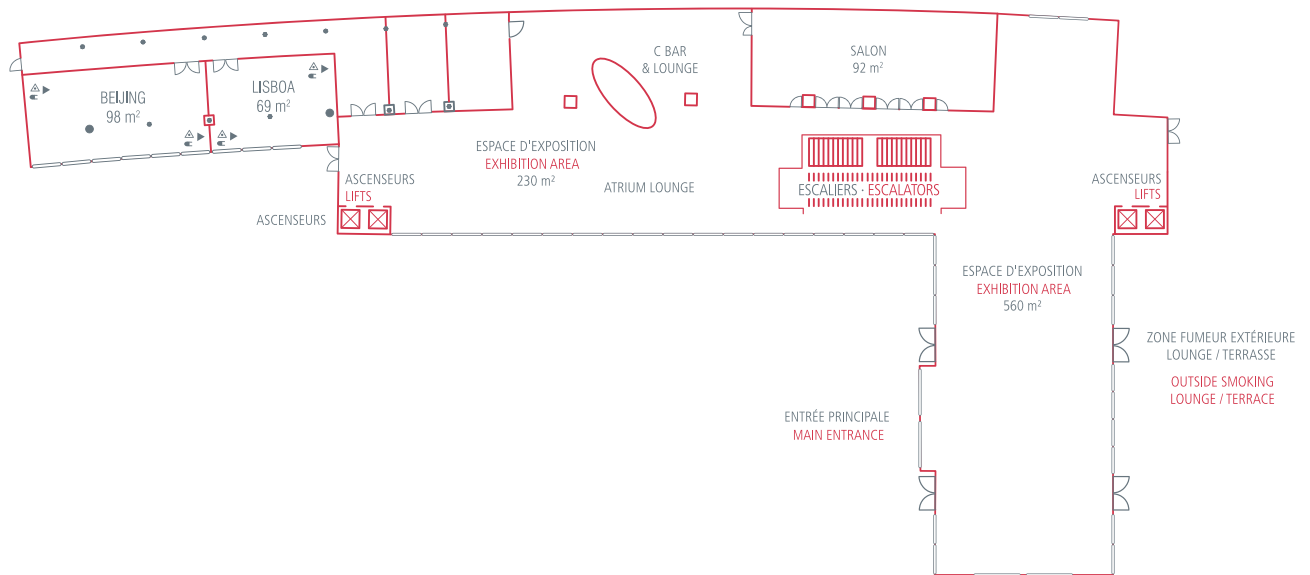 BEIJING
98 m²
LISBOA
69 m²
C BAR
& LOUNGE
SALON
92 m²
ESPACE D'EXPOSITION
EXHIBITION AREA
230 m²
ATRIUM LOUNGE
ESCALIERS · ESCALATORS
ASCENSEURS
LIFTS
ASCENSEURS
ASCENSEURS
LIFTS
ESPACE D'EXPOSITION
EXHIBITION AREA
560 m²
ZONE FUMEUR EXTÉRIEURE
LOUNGE / TERRASSE
OUTSIDE SMOKING
LOUNGE / TERRACE
ENTRÉE PRINCIPALE
MAIN ENTRANCE